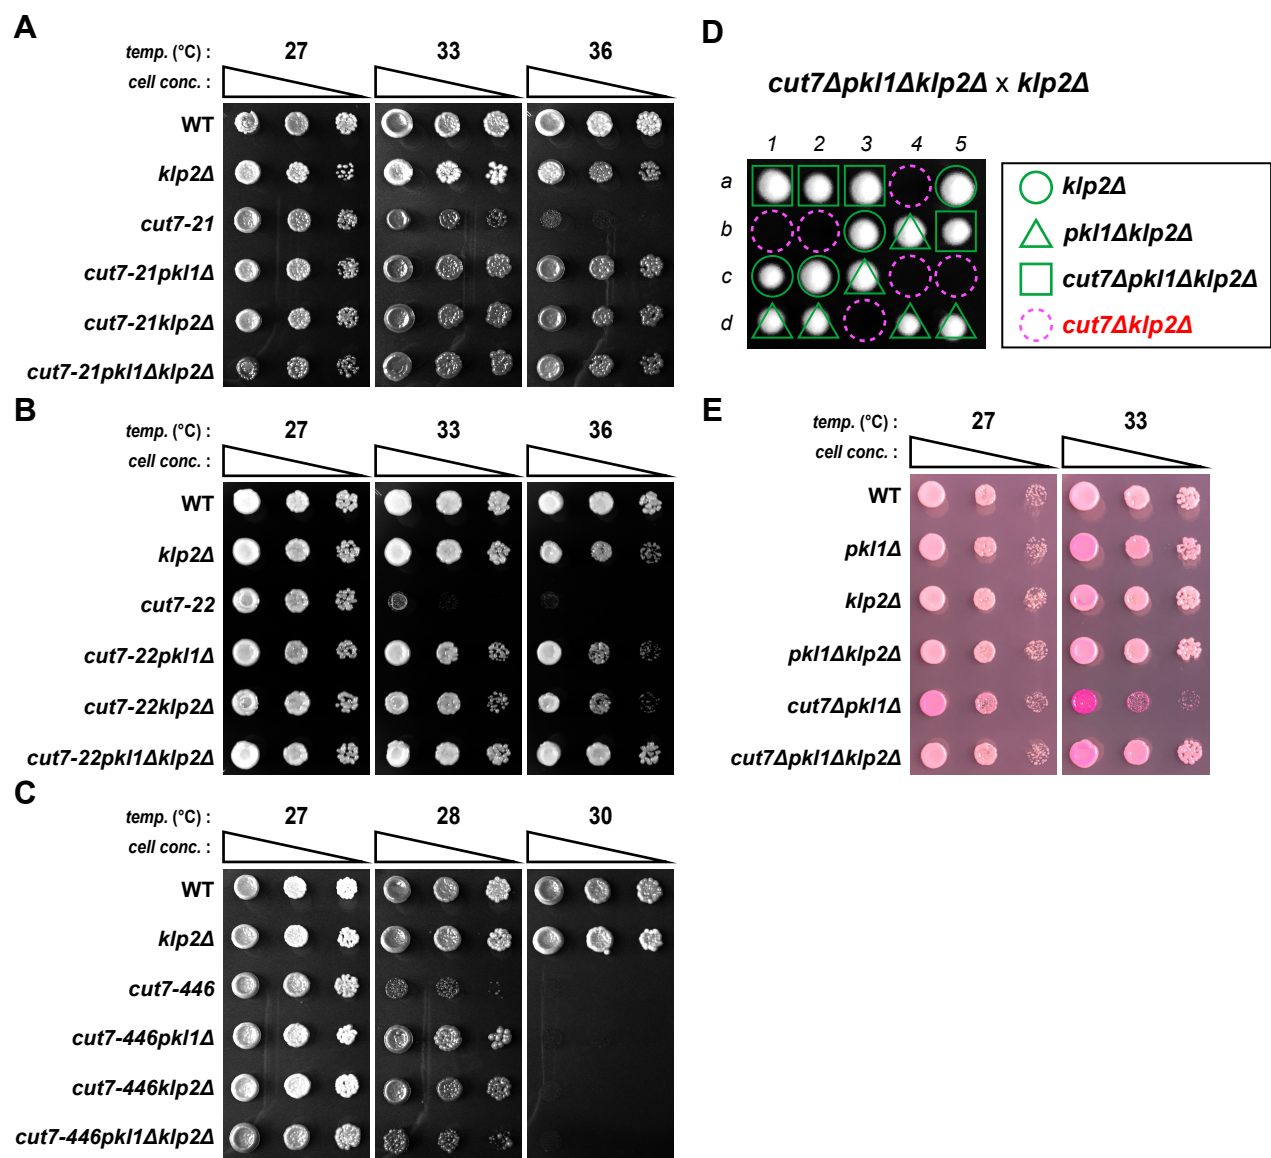 A
temp. (°C) : 27 33 36
cell conc. :
WT
klp2Δ
cut7-21
cut7-21pkl1Δ
cut7-21klp2Δ
cut7-21pkl1Δklp2Δ
B
temp. (°C) : 27 33 36
cell conc. :
WT
klp2Δ
cut7-22
cut7-22pkl1Δ
cut7-22klp2Δ
cut7-22pkl1Δklp2Δ
C
temp. (°C) : 27 28 30
cell conc. :
WT
klp2Δ
cut7-446
cut7-446pkl1Δ
cut7-446klp2Δ
cut7-446pkl1Δklp2Δ
D
cut7Δpkl1Δklp2Δ x klp2Δ
1 2 3 4 5
a
b
c
d
klp2Δ
pkl1Δklp2Δ
cut7Δpkl1Δklp2Δ
cut7Δklp2Δ
E
temp. (°C) : 27 33
cell conc. :
WT
pkl1Δ
klp2Δ
pkl1Δklp2Δ
cut7Δpkl1Δ
cut7Δpkl1Δklp2Δ